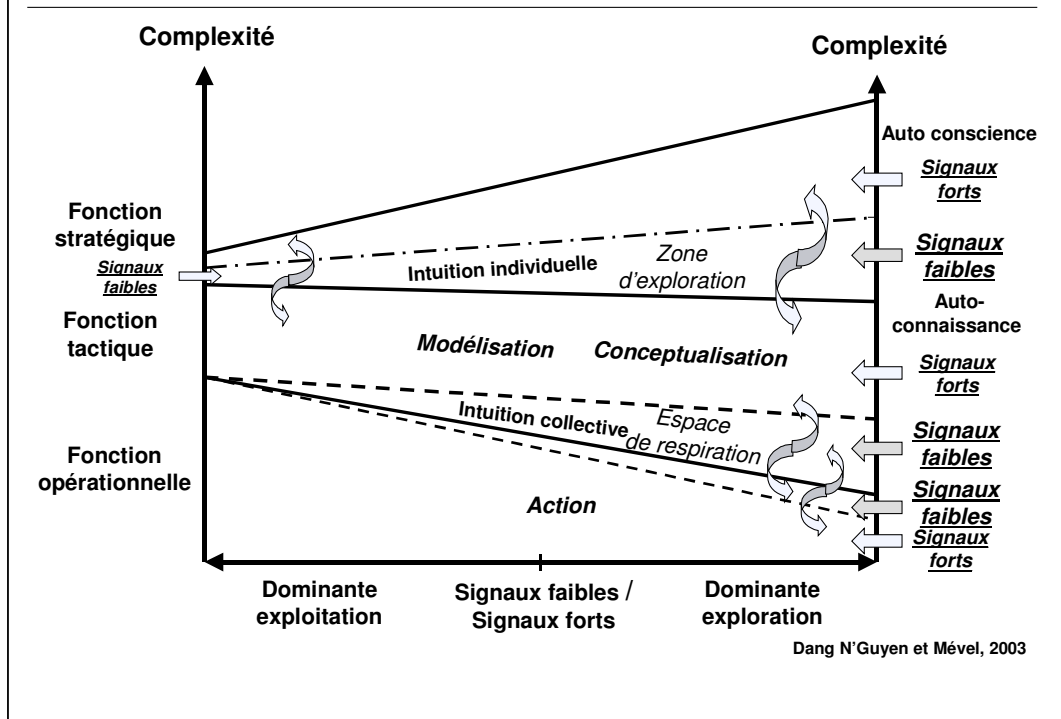 Complexité
Complexité
Auto conscience
Signaux
forts
Fonction
stratégique
Signaux
faibles
Intuition individuelle
Zone
d'exploration
Signaux
faibles
Auto-
connaissance
Fonction
tactique
Modélisation
Conceptualisation
Signaux
forts
Intuition collective
Espace
de respiration
Signaux
faibles
Fonction
opérationnelle
Action
Signaux
faibles
Signaux
forts
Dominante
exploitation
Signaux faibles /
Signaux forts
Dominante
exploration
Dang N'Guyen et Mével, 2003